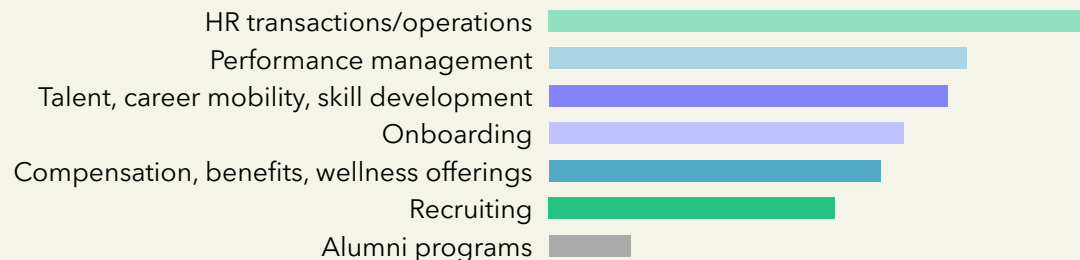 HR transactions/operations
Performance management
Talent, career mobility, skill development
Onboarding
Compensation, benefits, wellness offerings
Recruiting
Alumni programs